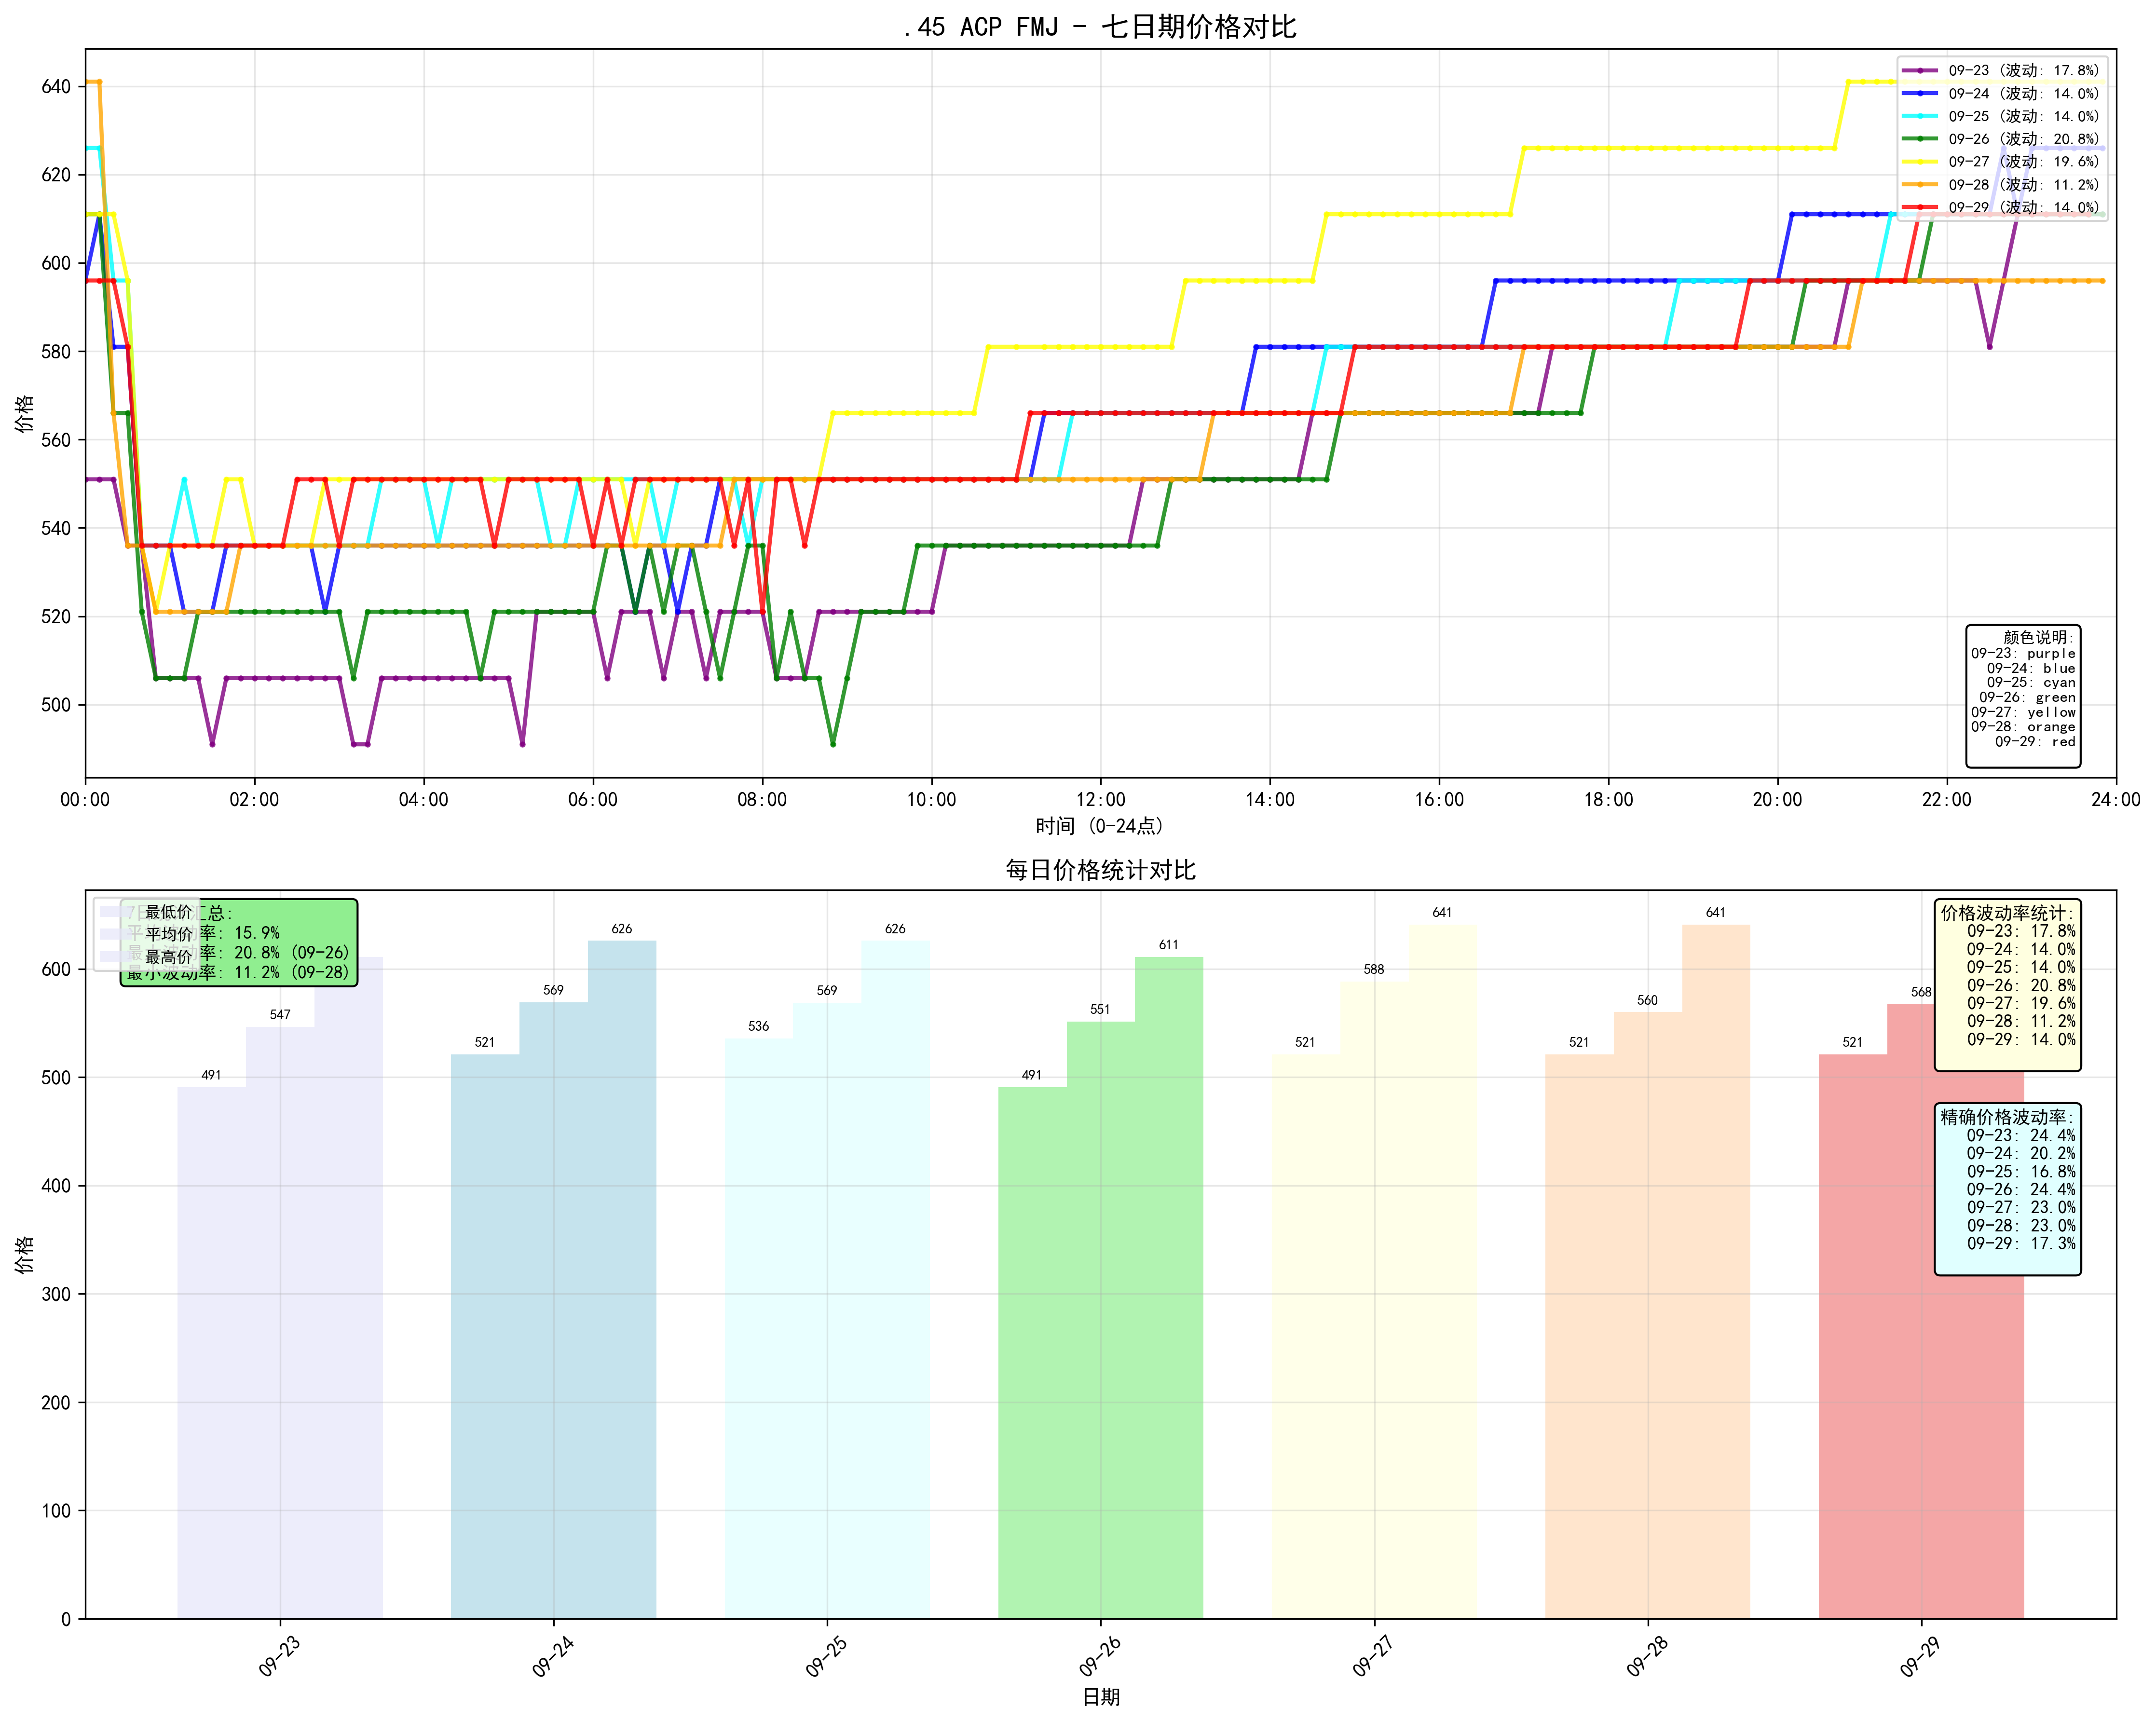 .45 ACP FMJ - 七日期价格对比
640
620
600
580
560
540
520
500
价格
09-23 (波动: 17.8%)
09-24 (波动: 14.0%)
09-25 (波动: 14.0%)
09-26 (波动: 20.8%)
09-27 (波动: 19.6%)
09-28 (波动: 11.2%)
09-29 (波动: 14.0%)
颜色说明:
09-23: purple
09-24: blue
09-25: cyan
09-26: green
09-27: yellow
09-28: orange
09-29: red
00:00
02:00
04:00
06:00
08:00
10:00
12:00
14:00
16:00
18:00
20:00
22:00
24:00
时间 (0-24点)
每日价格统计对比
600
500
400
300
200
100
0
价格
最低价
平均价
最高价
汇总:
率: 15.9%
率: 20.8% (09-26)
最小波动率: 11.2% (09-28)
491
547
521
569
626
536
569
626
491
551
611
521
588
641
521
560
641
521
568
价格波动率统计:
09-23: 17.8%
09-24: 14.0%
09-25: 14.0%
09-26: 20.8%
09-27: 19.6%
09-28: 11.2%
09-29: 14.0%
精确价格波动率:
09-23: 24.4%
09-24: 20.2%
09-25: 16.8%
09-26: 24.4%
09-27: 23.0%
09-28: 23.0%
09-29: 17.3%
09-23
09-24
09-25
09-26
09-27
09-28
09-29
日期